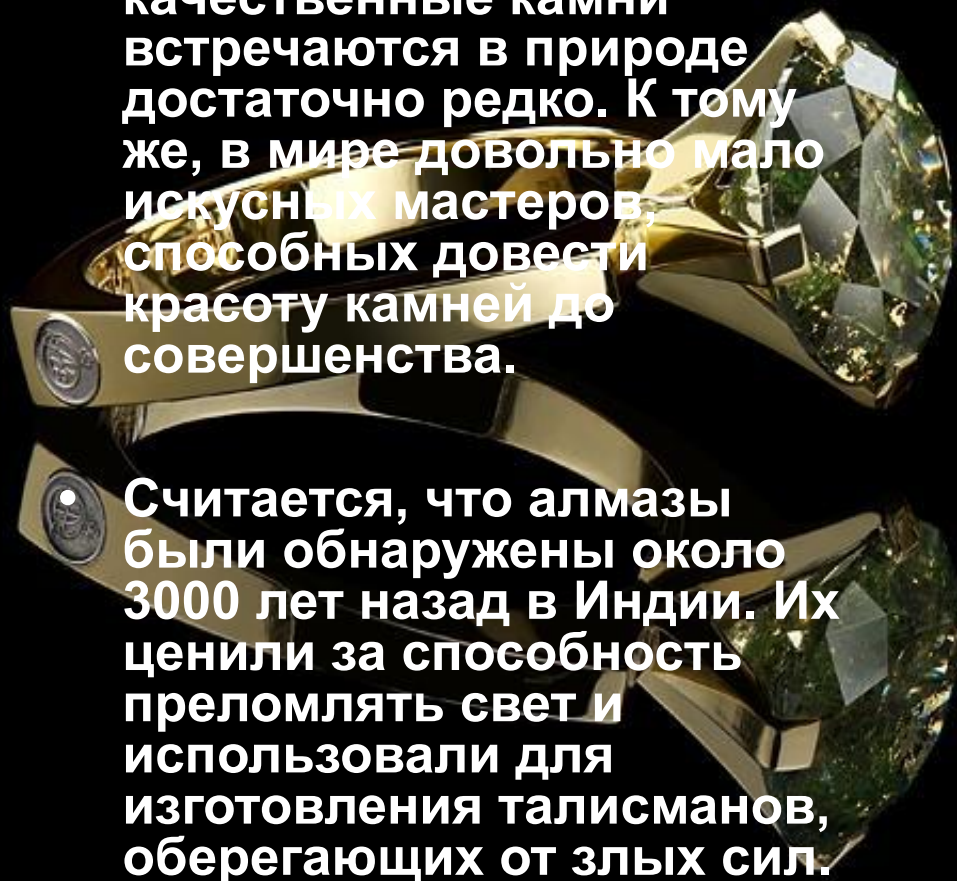 качественные камни
встречаются в природе
достаточно редко. К тому
же, в мире довольно мало
искусных мастеров,
способных довести
красоту камней до
совершенства.
• Считается, что алмазы
были обнаружены около
3000 лет назад в Индии. Их
ценили за способность
преломлять свет и
использовали для
изготовления талисманов,
оберегающих от злых сил.